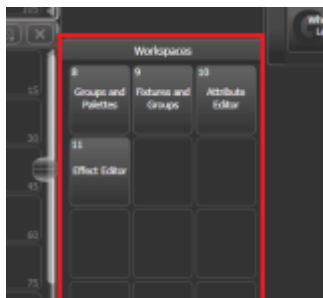 105
Workspaces
8
Groups and
Palettes
9
Fixtures and
Groups
10
Attribute
Editor
11
Effect Editor
15
30
45
60
75